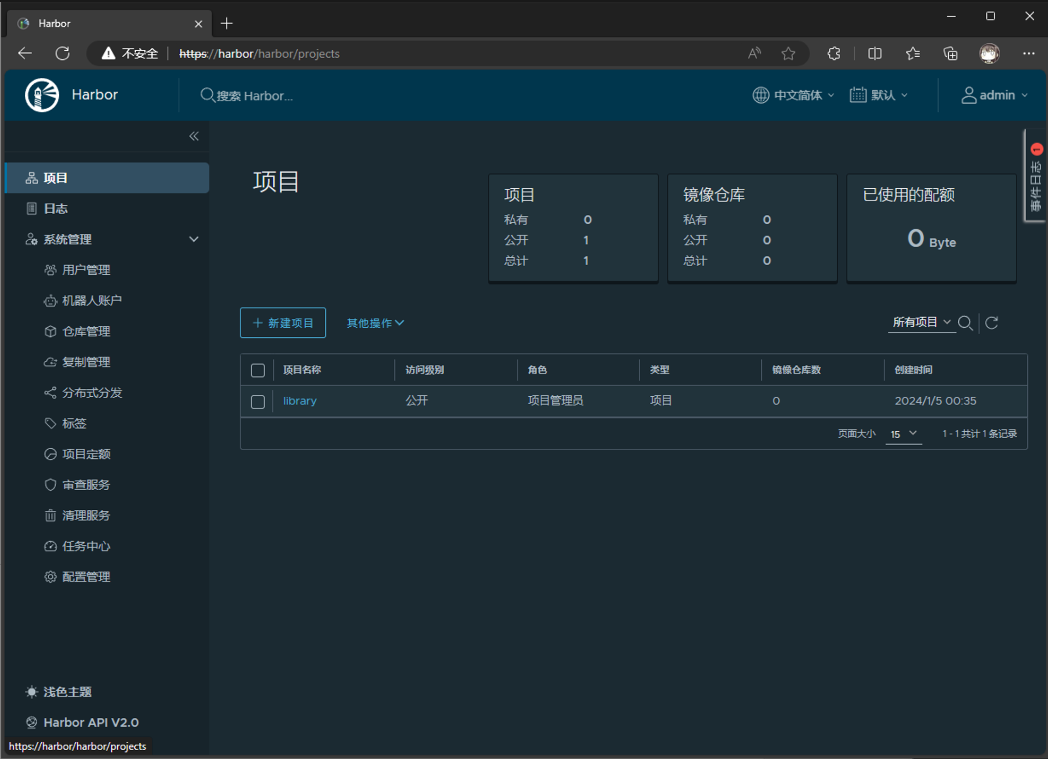 Harbor
不安全 https://harbor/harbor/projects
Harbor
搜索 Harbor...
中文简体
默认
admin
事件日志
1
项目
日志
系统管理
用户管理
机器人账户
仓库管理
复制管理
分布式分发
标签
项目定额
审查服务
清理服务
任务中心
配置管理
浅色主题
Harbor API V2.0
https://harbor/harbor/projects
项目
项目
私有 0
公开 1
总计 1
镜像仓库
私有 0
公开 0
总计 0
已使用的配额
0 Byte
+ 新建项目
其他操作
所有项目
项目名称 访问级别 角色 类型 镜像仓库数 创建时间
library 公开 项目管理员 项目 0 2024/1/5 00:35
页面大小 15 1 - 1 共计 1 条记录